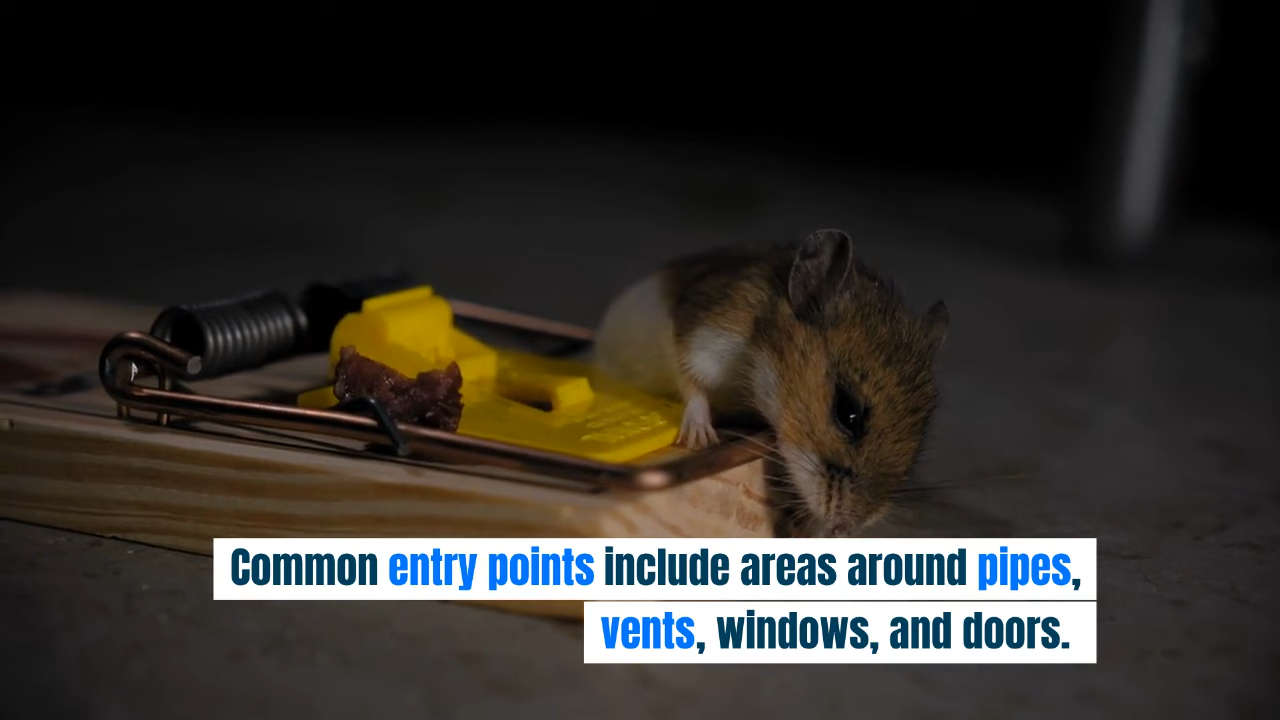 Common entry points include areas around pipes,
vents, windows, and doors.